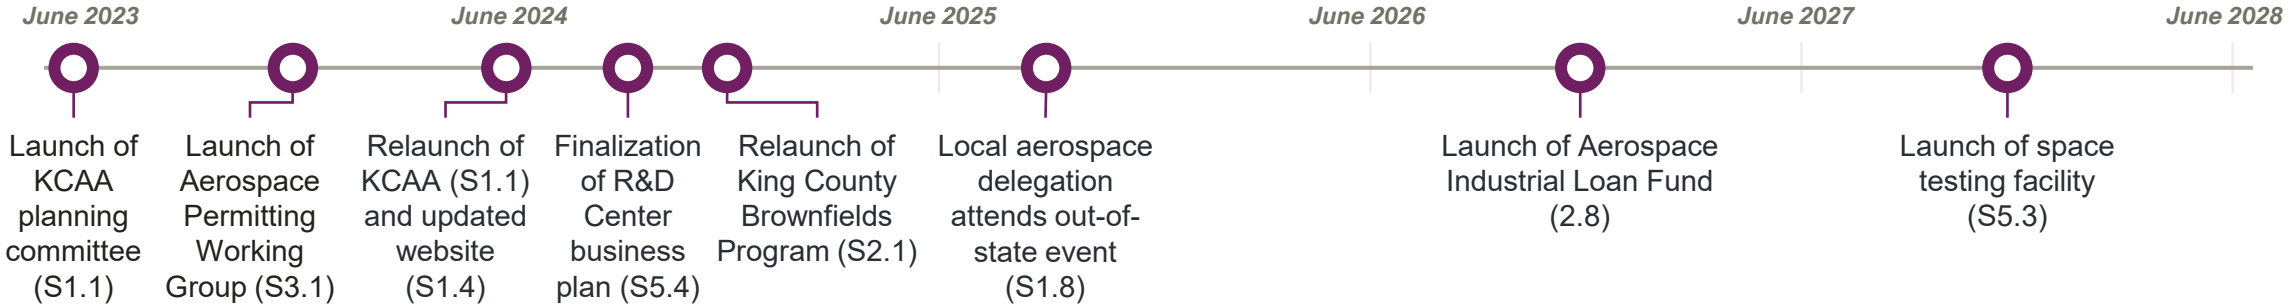 June 2023
June 2024
June 2025
June 2026
June 2027
June 2028
Launch of
KCAA
planning
committee
(S1.1)
Launch of
Aerospace
Permitting
Working
Group (S3.1)
Relaunch of
KCAA (S1.1)
and updated
website
(S1.4)
Finalization
of R&D
Center
business
plan (S5.4)
Relaunch of
King County
Brownfields
Program (S2.1)
Local aerospace
delegation
attends out-of-
state event
(S1.8)
Launch of Aerospace
Industrial Loan Fund
(2.8)
Launch of space
testing facility
(S5.3)